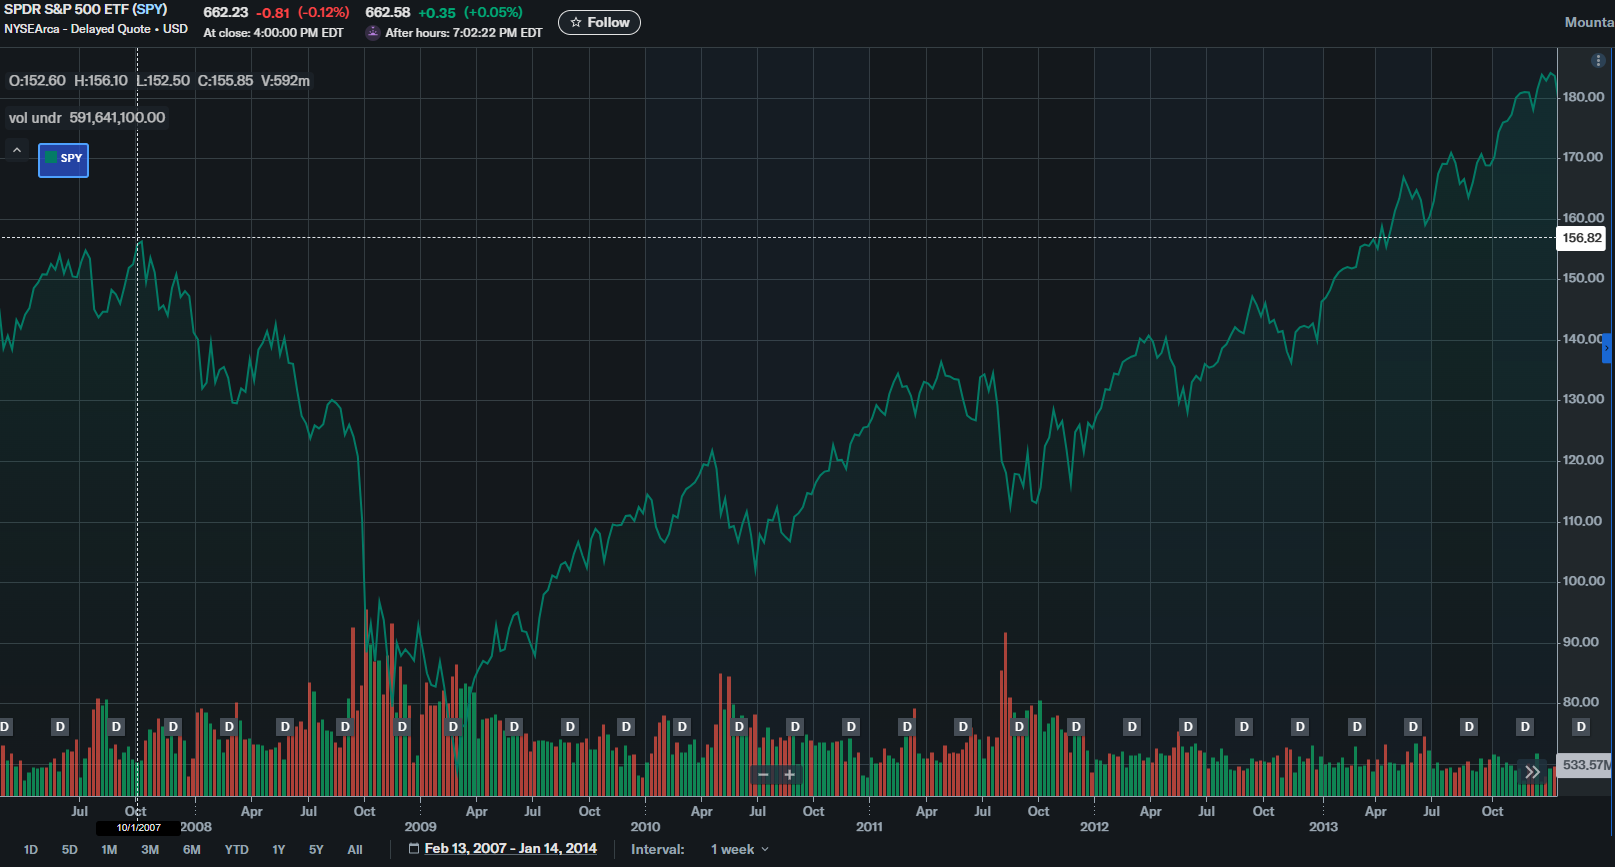 SPDR S&P 500 ETF (SPY)
NYSEArca - Delayed Quote • USD
662.23 -0.81 (-0.12%)
At close: 4:00:00 PM EDT
662.58 +0.35 (+0.05%)
After hours: 7:02:22 PM EDT
☆ Follow
Mounta
O:152.60 H:156.10 L:152.50 C:155.85 V:592m
vol undr 591,641,100.00
SPY
180.00
170.00
160.00
156.82
150.00
140.00
130.00
120.00
110.00
100.00
90.00
80.00
533.57M
D D D D D D D D D D D D D D D D D D D D D D D D D D D D D
− +
Jul Oct Apr Jul Oct Apr Jul Oct Apr Jul Oct Apr Jul Oct Apr Jul Oct Apr Jul Oct
10/1/2007 2008 2009 2010 2011 2012 2013
1D 5D 1M 3M 6M YTD 1Y 5Y All Feb 13, 2007 - Jan 14, 2014 Interval: 1 week